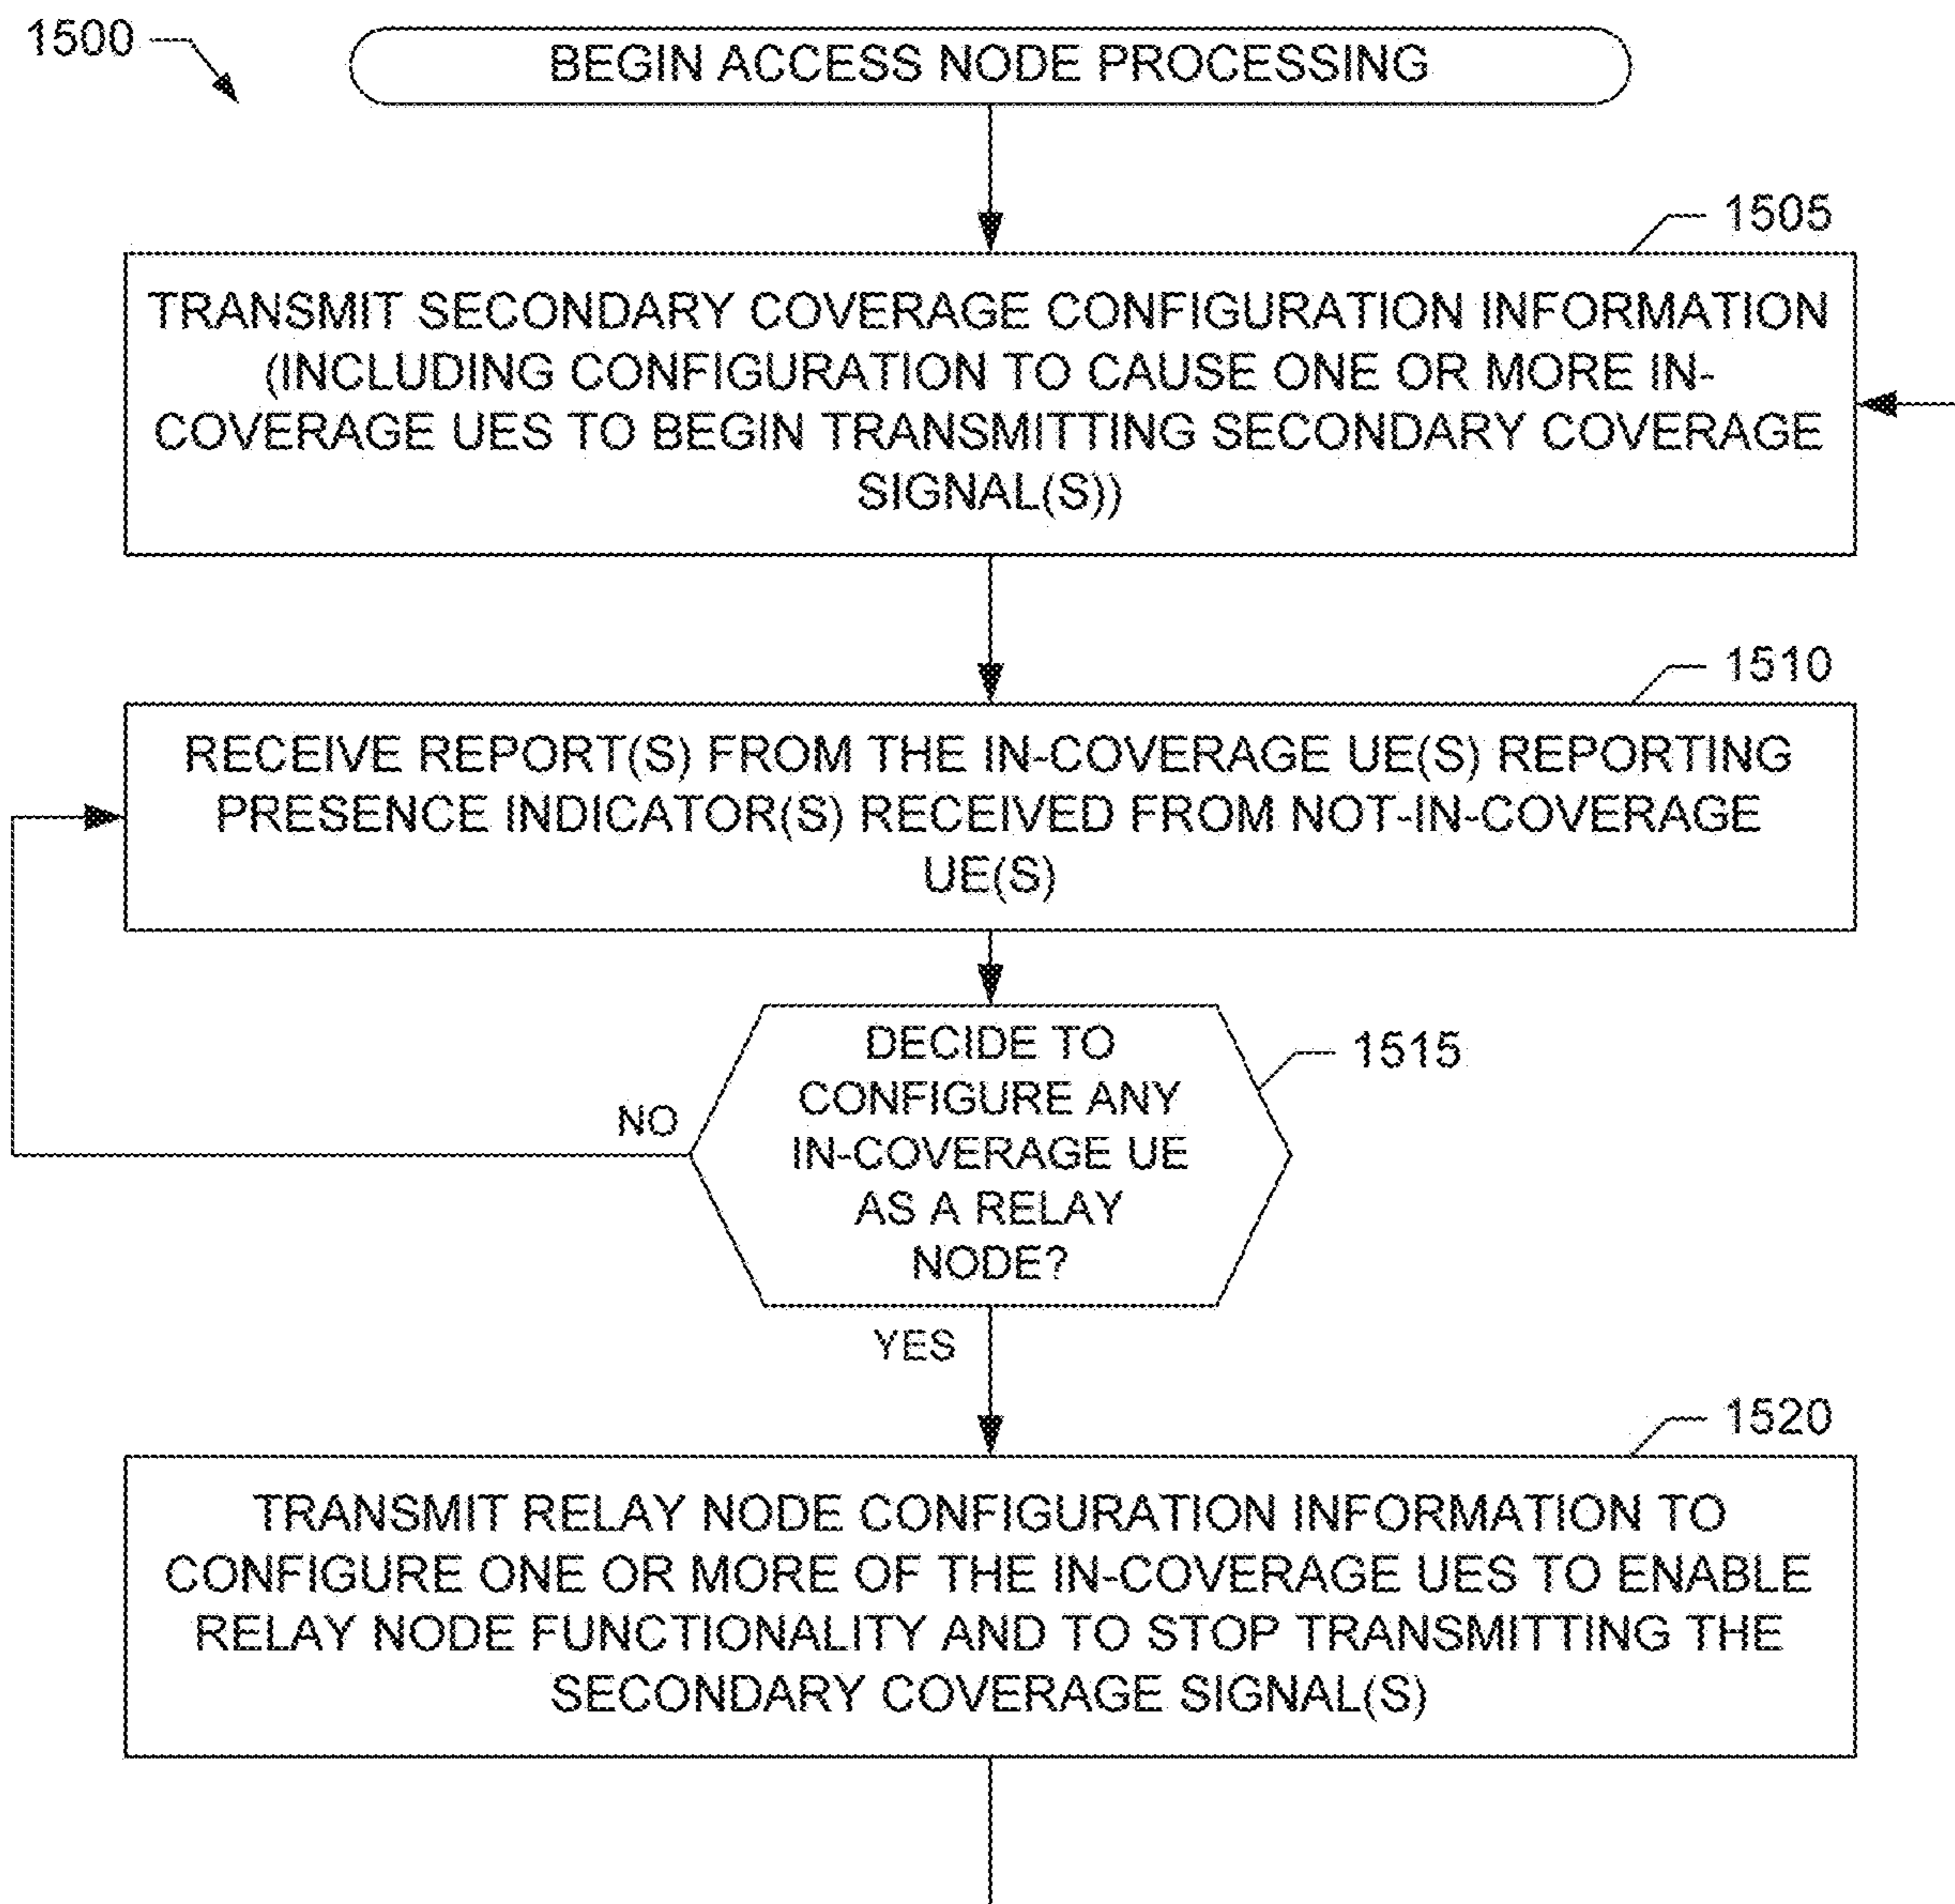 1500
BEGIN ACCESS NODE PROCESSING
1505
TRANSMIT SECONDARY COVERAGE CONFIGURATION INFORMATION
(INCLUDING CONFIGURATION TO CAUSE ONE OR MORE IN-
COVERAGE UES TO BEGIN TRANSMITTING SECONDARY COVERAGE
SIGNAL(S))
1510
RECEIVE REPORT(S) FROM THE IN-COVERAGE UE(S) REPORTING
PRESENCE INDICATOR(S) RECEIVED FROM NOT-IN-COVERAGE
UE(S)
DECIDE TO
CONFIGURE ANY
IN-COVERAGE UE
AS A RELAY
NODE?
1515
NO
YES
1520
TRANSMIT RELAY NODE CONFIGURATION INFORMATION TO
CONFIGURE ONE OR MORE OF THE IN-COVERAGE UES TO ENABLE
RELAY NODE FUNCTIONALITY AND TO STOP TRANSMITTING THE
SECONDARY COVERAGE SIGNAL(S)